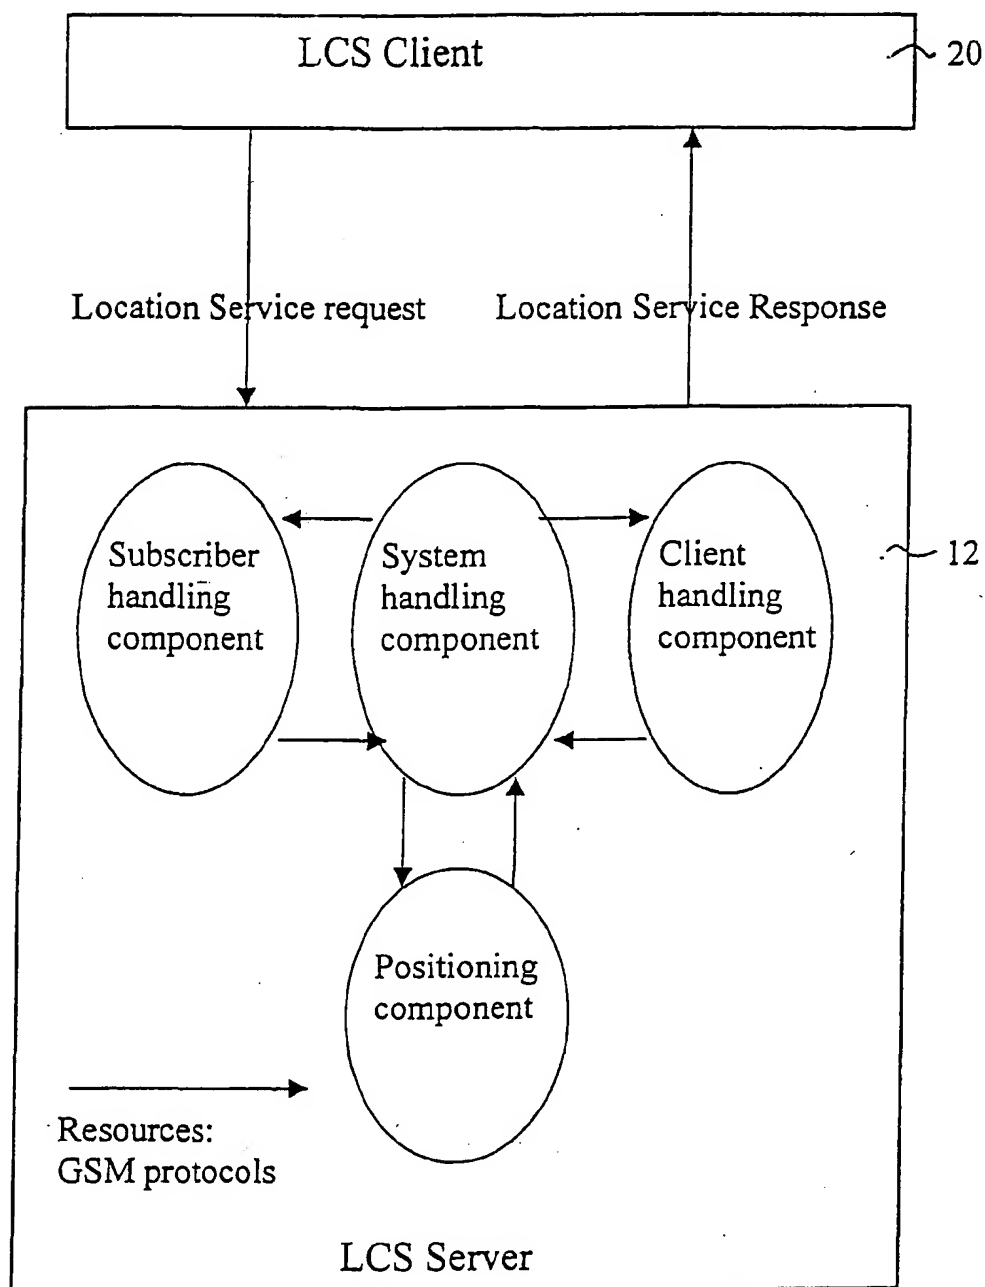 LCS Client
20
Location Service request
Location Service Response
Subscriber
handling
component
System
handling
component
Client
handling
component
12
Positioning
component
Resources:
GSM protocols
LCS Server